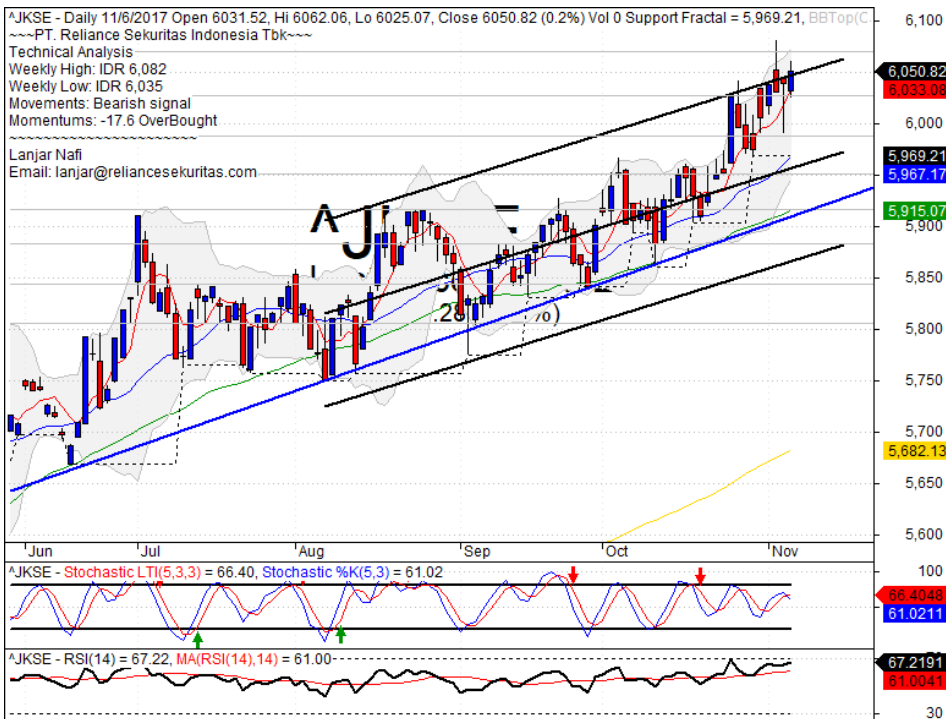 ^JKSE - Daily 11/6/2017 Open 6031.52, Hi 6062.06, Lo 6025.07, Close 6050.82 (0.2%) Vol 0 Support Fractal = 5,969.21, BBTop(C
~~~PT. Reliance Sekuritas Indonesia Tbk~~~
Technical Analysis
Weekly High: IDR 6,082
Weekly Low: IDR 6,035
Movements: Bearish signal
Momentums: -17.6 OverBought
~~~~~~~~~~~~~~~~~~~~~~
Lanjar Nafi
Email: lanjar@reliancesekuritas.com
6,100
6,050.82
6,033.08
6,000
5,969.21
5,967.17
5,915.07
5,900
5,850
5,800
5,750
5,700
5,682.13
5,650
5,600
Jun Jul Aug Sep Oct Nov
^JKSE - Stochastic LTI(5,3,3) = 66.40, Stochastic %K(5,3) = 61.02
100
66.4048
61.0211
^JKSE - RSI(14) = 67.22, MA(RSI(14),14) = 61.00
67.2191
61.0041
30